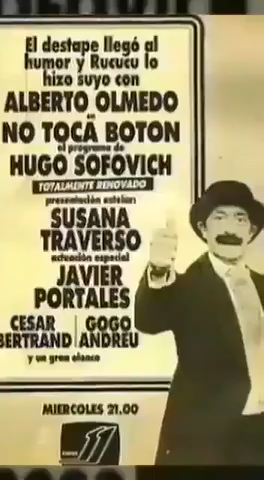 El destape llegó al
humor y Rucucu lo
hizo suyo con
ALBERTO OLMEDO
en
NO TOCA BOTON
el programa de
HUGO SOFOVICH
TOTALMENTE RENOVADO
presentación estelar:
SUSANA
TRAVERSO
actuación especial
JAVIER
PORTALES
CESAR GOGO
BERTRAND ANDREU
y un gran elenco
MIERCOLES 21.00
11